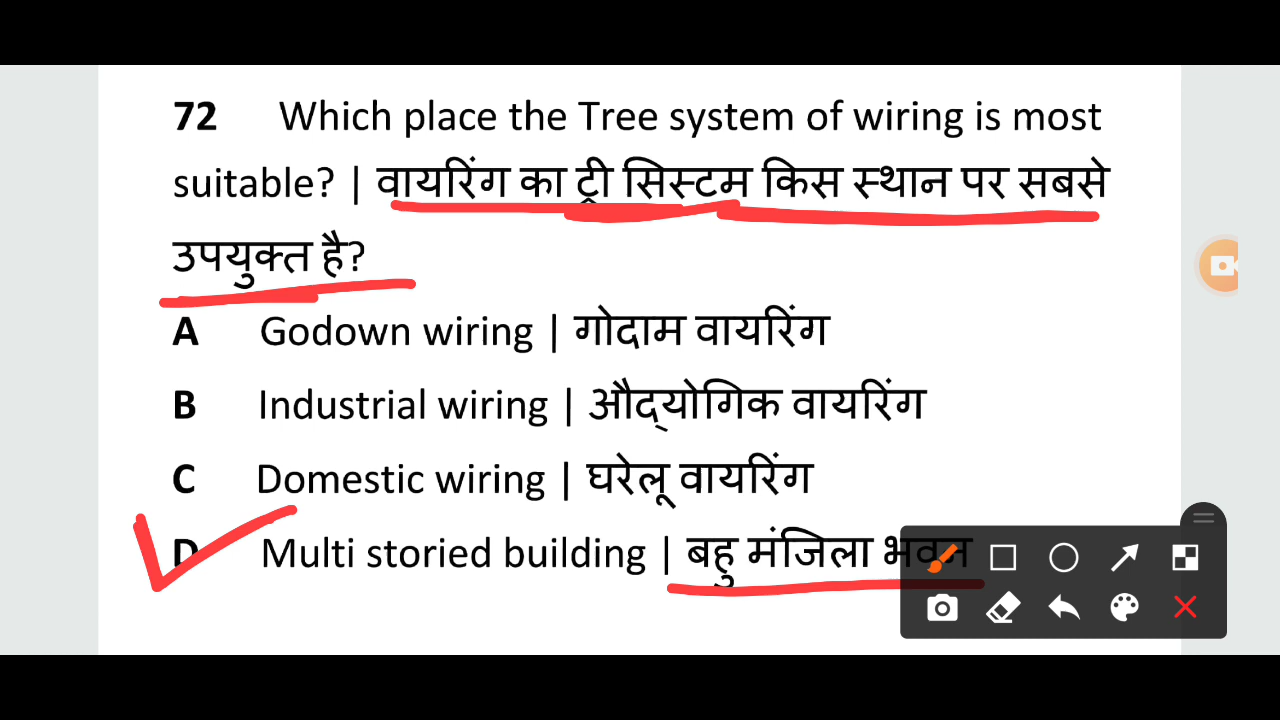 72 Which place the Tree system of wiring is most
suitable? | वायरिंग का ट्री सिस्टम किस स्थान पर सबसे
उपयुक्त है?
A Godown wiring | गोदाम वायरिंग
B Industrial wiring | औद्योगिक वायरिंग
C Domestic wiring | घरेलू वायरिंग
D Multi storied building | बहु मंजिला भवन